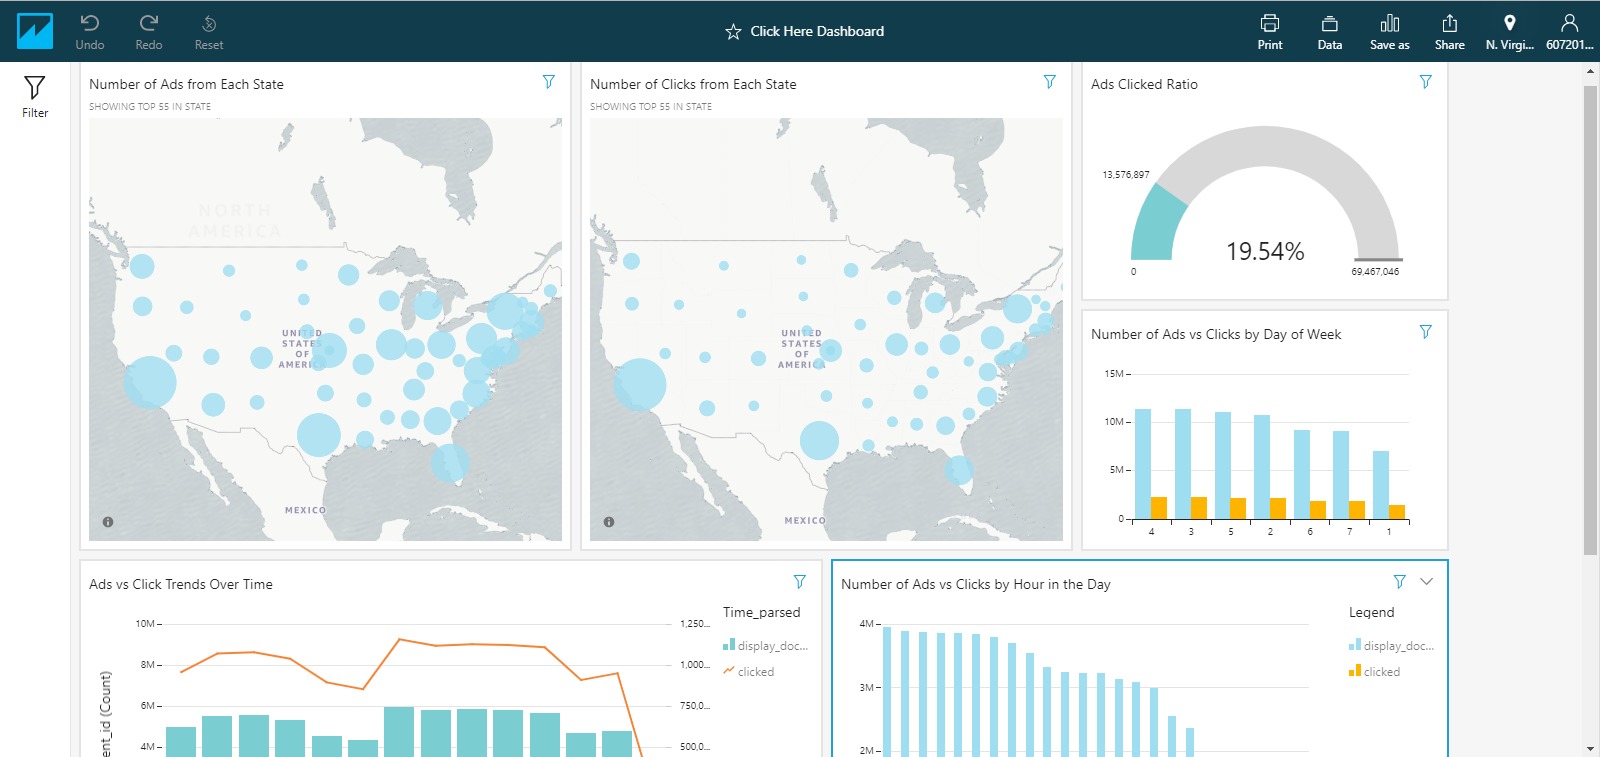 Undo
Redo
Reset
Click Here Dashboard
Print
Data
Save as
Share
N. Virgi...
607201...
Filter
Number of Ads from Each State
SHOWING TOP 55 IN STATE
NORTH
AMERICA
UNITED
STATES
OF
AMERICA
MEXICO
Number of Clicks from Each State
SHOWING TOP 55 IN STATE
UNITED
STATES
OF
AMERICA
MEXICO
Ads Clicked Ratio
13,576,897
19.54%
0
69,467,046
Number of Ads vs Clicks by Day of Week
15M
10M
5M
0
4 3 5 2 6 7 1
Ads vs Click Trends Over Time
ent_id (Count)
10M
8M
6M
4M
1,250...
1,000...
750,0...
500,0...
Time_parsed
display_doc...
clicked
Number of Ads vs Clicks by Hour in the Day
4M
3M
2M
Legend
display_doc...
clicked